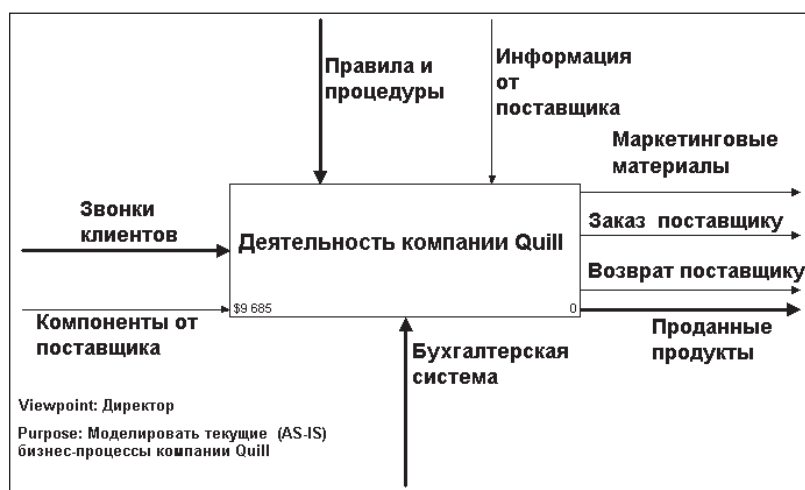 Правила и
процедуры
Информация
от
поставщика
Маркетинговые
материалы
Звонки
клиентов
Деятельность компании Quill
Заказ поставщику
Возврат поставщику
$9 685
0
Компоненты от
поставщика
Бухгалтерская
система
Проданные
продукты
Viewpoint: Директор
Purpose: Моделировать текущие (AS-IS)
бизнес-процессы компании Quill